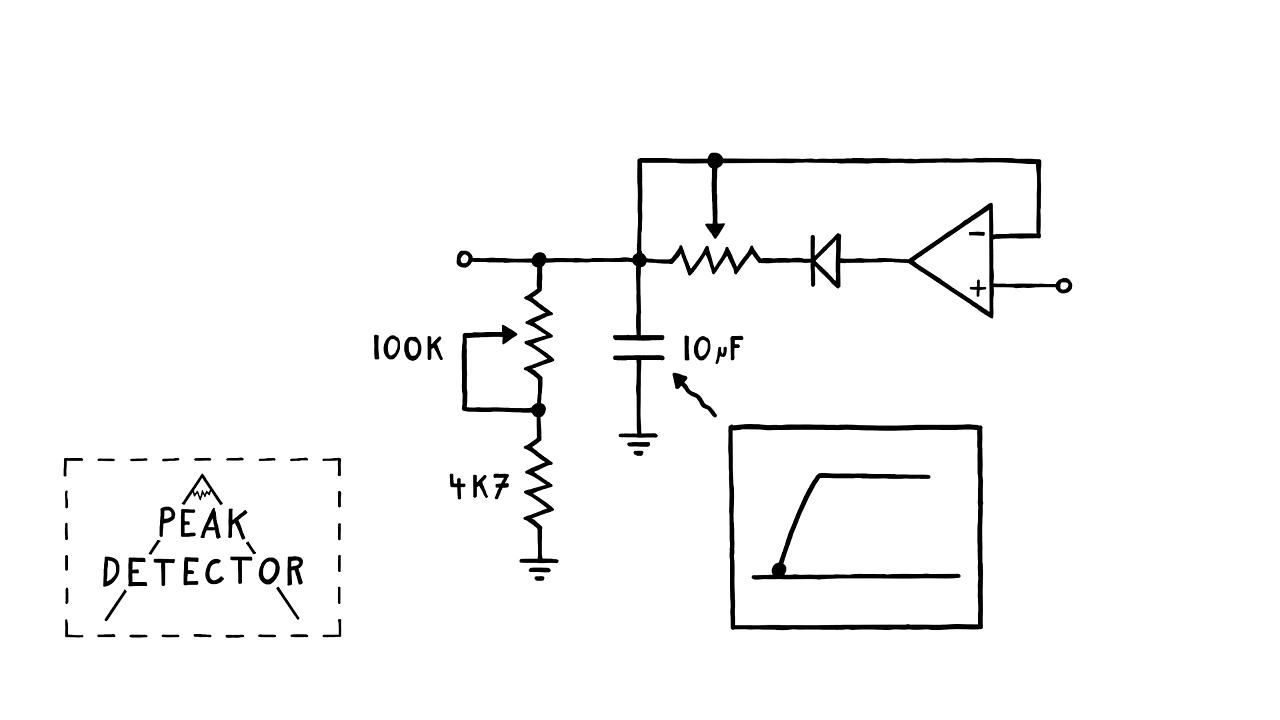 −
+
100K
10µF
4K7
PEAK
DETECTOR